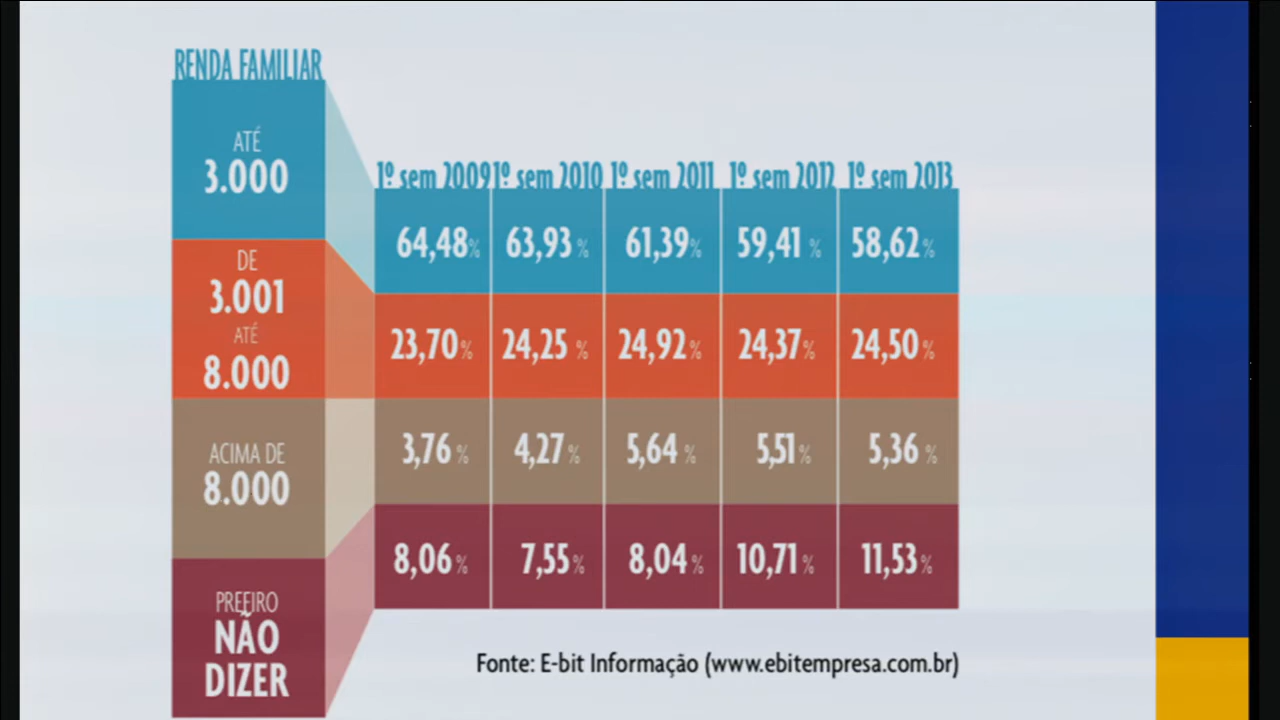 RENDA FAMILIAR
ATÉ
3.000
DE
3.001
ATÉ
8.000
ACIMA DE
8.000
PREFIRO
NÃO
DIZER
1º sem 2009 1º sem 2010 1º sem 2011 1º sem 2012 1º sem 2013
64,48% 63,93 % 61,39% 59,41 % 58,62%
23,70% 24,25 % 24,92% 24,37% 24,50 %
3,76 % 4,27% 5,64 % 5,51 % 5,36 %
8,06% 7,55% 8,04 % 10,71 % 11,53%
Fonte: E-bit Informação (www.ebitempresa.com.br)